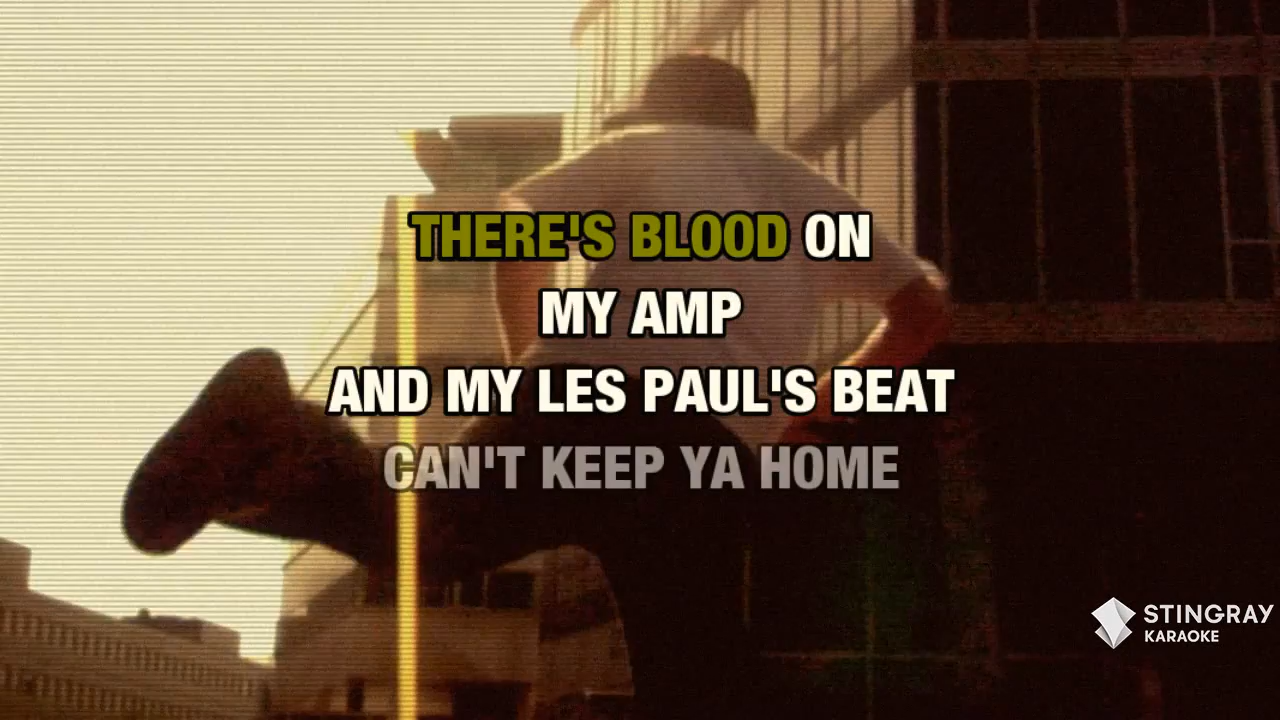 THERE'S BLOOD ON
MY AMP
AND MY LES PAUL'S BEAT
CAN'T KEEP YA HOME
STINGRAY
KARAOKE